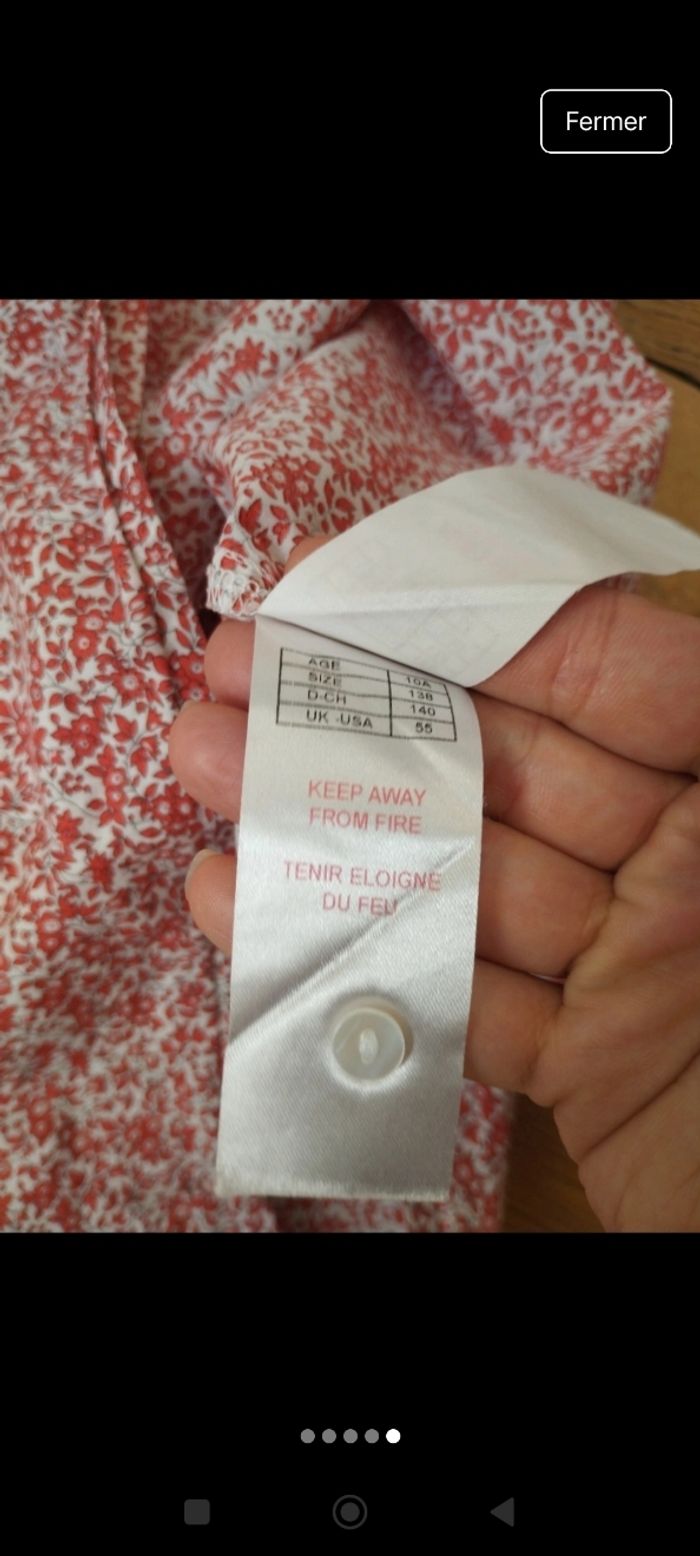 Fermer
AGE 10A
SIZE 138
D-CH 140
UK -USA 55
KEEP AWAY
FROM FIRE
TENIR ELOIGNE
DU FEU